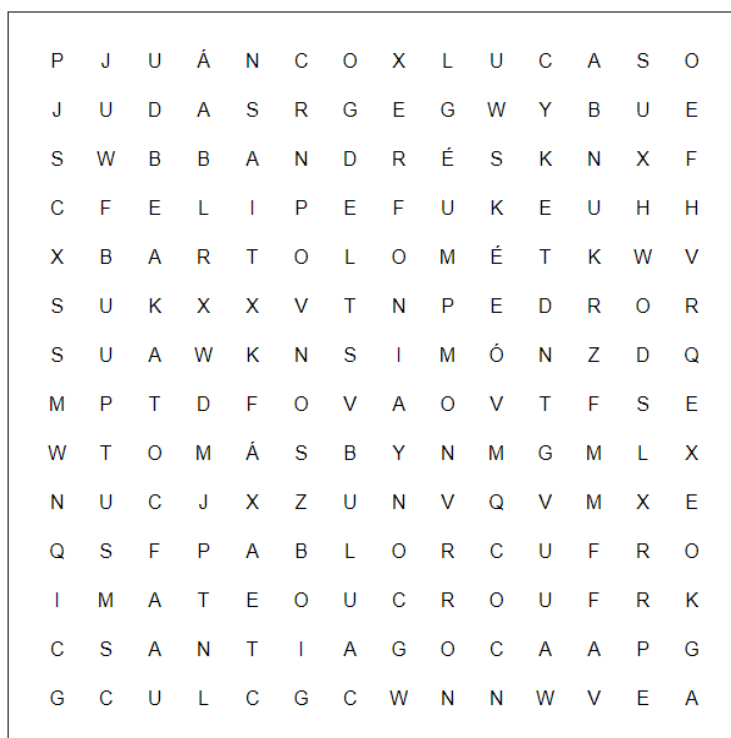 P J U Á N C O X L U C A S O
J U D A S R G E G W Y B U E
S W B B A N D R É S K N X F
C F E L I P E F U K E U H H
X B A R T O L O M É T K W V
S U K X X V T N P E D R O R
S U A W K N S I M Ó N Z D Q
M P T D F O V A O V T F S E
W T O M Á S B Y N M G M L X
N U C J X Z U N V Q V M X E
Q S F P A B L O R C U F R O
I M A T E O U C R O U F R K
C S A N T I A G O C A A P G
G C U L C G C W N N W V E A